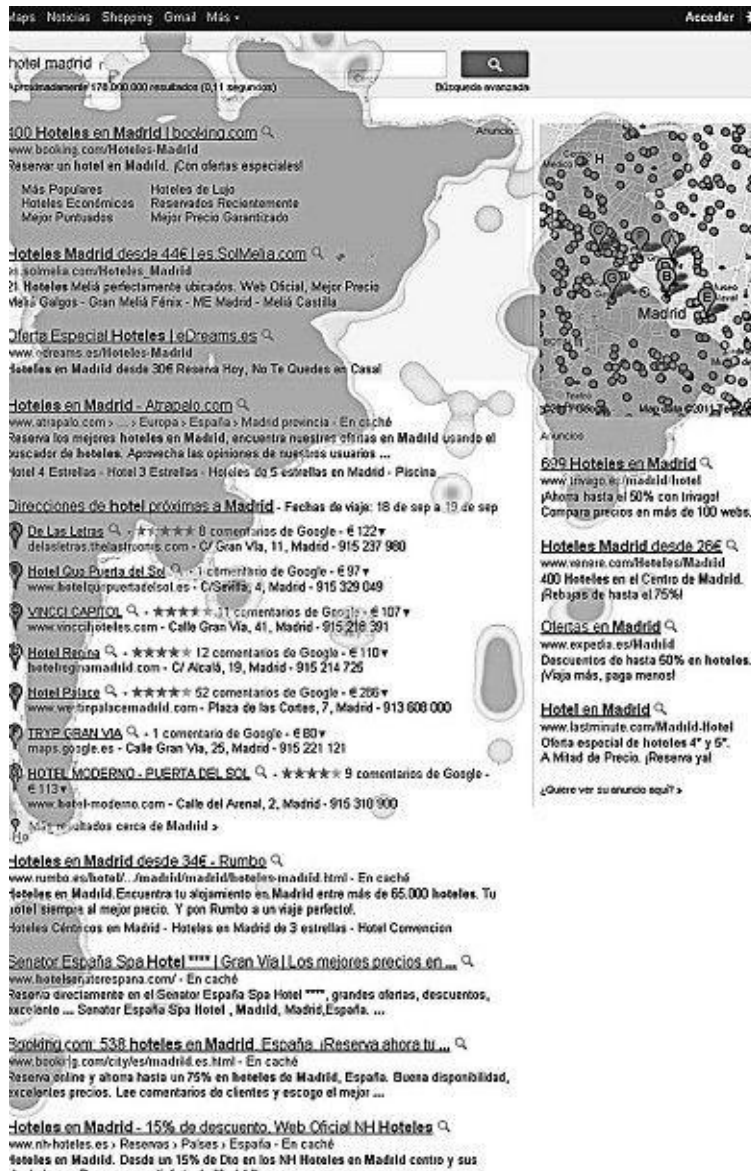 Maps Noticias Shopping Gmail Más
Acceder
hotel madrid
Aproximadamente 178.000.000 resultados (0,11 segundos)
Búsqueda avanzada
400 Hoteles en Madrid | booking.com
Anuncio
www.booking.com/Hoteles-Madrid
Reservar un hotel en Madrid. ¡Con ofertas especiales!
Más Populares Hoteles de Lujo
Hoteles Económicos Reservados Recientemente
Mejor Puntuados Mejor Precio Garantizado
Hoteles Madrid desde 44€ | es.SolMelia.com
es.solmelia.com/Hoteles_Madrid
21 Hoteles Meliá perfectamente ubicados. Web Oficial, Mejor Precio
Meliá Galgos - Gran Meliá Fénix - ME Madrid - Meliá Castilla
Oferta Especial Hoteles | eDreams.es
www.edreams.es/Hoteles-Madrid
Hoteles en Madrid desde 30€ Reserva Hoy, No Te Quedes en Casa!
Hoteles en Madrid - Atrapalo.com
www.atrapalo.com › ... › Europa › España › Madrid provincia - En caché
Reserva los mejores hoteles en Madrid, encuentra nuestras ofertas en Madrid usando el
buscador de hoteles. Aprovecha las opiniones de nuestros usuarios ...
Hotel 4 Estrellas - Hotel 3 Estrellas - Hoteles de 5 estrellas en Madrid - Piscina
Direcciones de hotel próximas a Madrid - Fechas de viaje: 18 de sep a 19 de sep
De Las Letras - 8 comentarios de Google - € 122
delasletras.thelastrooms.com - C/ Gran Vía, 11, Madrid - 915 237 980
Hotel Quo Puerta del Sol - 1 comentario de Google - € 97
www.hotelquopuertadelsol.es - C/Sevilla, 4, Madrid - 915 329 049
VINCCI CAPITOL - 11 comentarios de Google - € 107
www.vinccihoteles.com - Calle Gran Vía, 41, Madrid - 915 218 391
Hotel Regina - 12 comentarios de Google - € 110
hotelreginamadrid.com - C/ Alcalá, 19, Madrid - 915 214 725
Hotel Palace - 52 comentarios de Google - € 266
www.westinpalacemadrid.com - Plaza de las Cortes, 7, Madrid - 913 608 000
TRYP GRAN VIA - 1 comentario de Google - € 80
maps.google.es - Calle Gran Vía, 25, Madrid - 915 221 121
HOTEL MODERNO - PUERTA DEL SOL - 9 comentarios de Google -
€ 113
www.hotel-moderno.com - Calle del Arenal, 2, Madrid - 915 310 900
Más resultados cerca de Madrid »
Hoteles en Madrid desde 34€ - Rumbo
www.rumbo.es/hotel/.../madrid/madrid/hoteles-madrid.html - En caché
Hoteles en Madrid.Encuentra tu alojamiento en Madrid entre más de 65.000 hoteles. Tu
hotel siempre al mejor precio. Y pon Rumbo a un viaje perfecto!.
Hoteles Céntricos en Madrid - Hoteles en Madrid de 3 estrellas - Hotel Convencion
Senator España Spa Hotel **** | Gran Vía | Los mejores precios en ...
www.hotelsenatorespana.com/ - En caché
Reserva directamente en el Senator España Spa Hotel ****, grandes ofertas, descuentos,
excelente ... Senator España Spa Hotel , Madrid, Madrid,España. ...
Booking.com: 538 hoteles en Madrid, España. ¡Reserva ahora tu ...
www.booking.com/city/es/madrid.es.html - En caché
Reserva online y ahorra hasta un 75% en hoteles de Madrid, España. Buena disponibilidad,
excelentes precios. Lee comentarios de clientes y escoge el mejor ...
Hoteles en Madrid - 15% de descuento. Web Oficial NH Hoteles
www.nh-hoteles.es › Reservas › Países › España - En caché
Hoteles en Madrid. Desde un 15% de Dto en los NH Hoteles en Madrid centro y sus
Madrid
Map data ©2011
Anuncios
699 Hoteles en Madrid
www.trivago.es/madrid/hotel
¡Ahorra hasta el 50% con trivago!
Compara precios en más de 100 webs.
Hoteles Madrid desde 26€
www.venere.com/Hoteles/Madrid
400 Hoteles en el Centro de Madrid.
¡Rebajas de hasta el 75%!
Ofertas en Madrid
www.expedia.es/Madrid
Descuentos de hasta 50% en hoteles.
¡Viaja más, paga menos!
Hotel en Madrid
www.lastminute.com/Madrid-Hotel
Oferta especial de hoteles 4* y 5*.
A Mitad de Precio. ¡Reserva ya!
¿Quiere ver su anuncio aquí? »